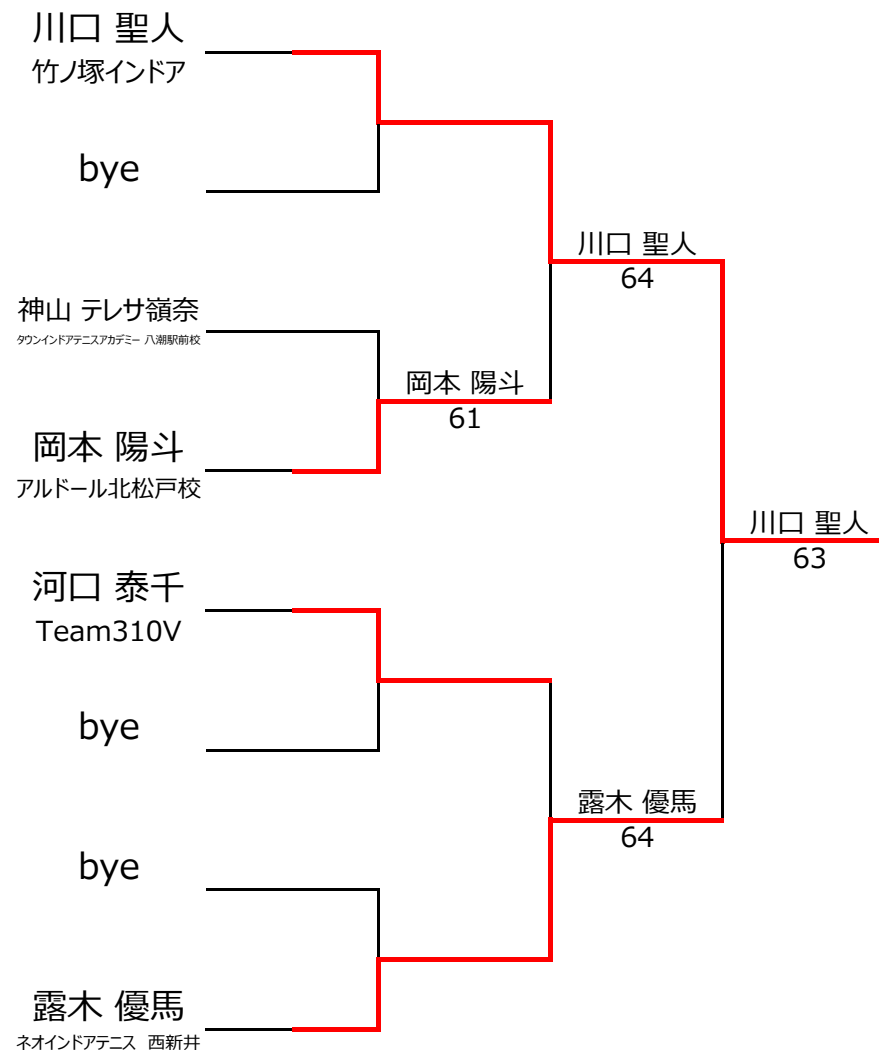 川口 聖人
竹ノ塚インドア
bye
神山 テレサ嶺奈
タウンインドアテニスアカデミー 八潮駅前校
岡本 陽斗
アルドール北松戸校
河口 泰千
Team310V
bye
bye
露木 優馬
ネオインドアテニス 西新井
岡本 陽斗
61
川口 聖人
64
露木 優馬
64
川口 聖人
63